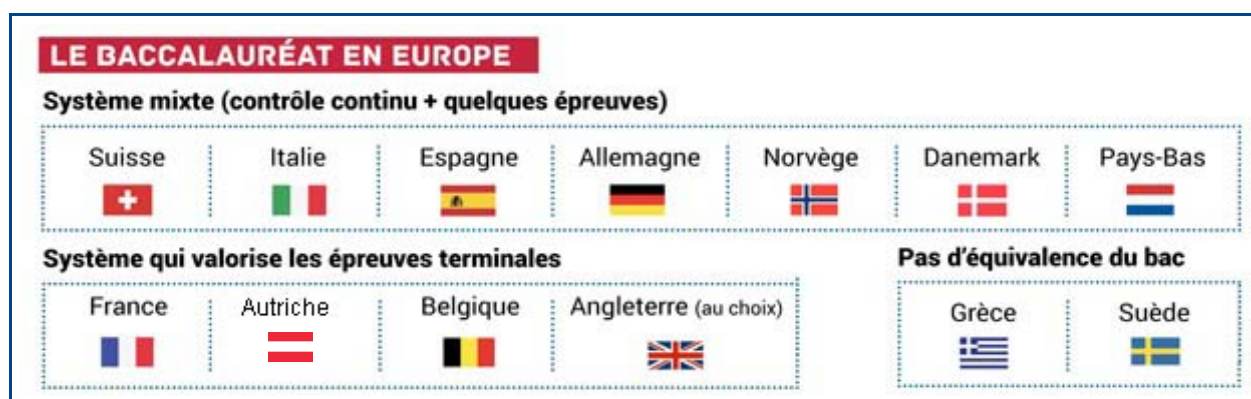 LE BACCALAURÉAT EN EUROPE
Système mixte (contrôle continu + quelques épreuves)
Suisse Italie Espagne Allemagne Norvège Danemark Pays-Bas
Système qui valorise les épreuves terminales
France Autriche Belgique Angleterre (au choix)
Pas d'équivalence du bac
Grèce Suède